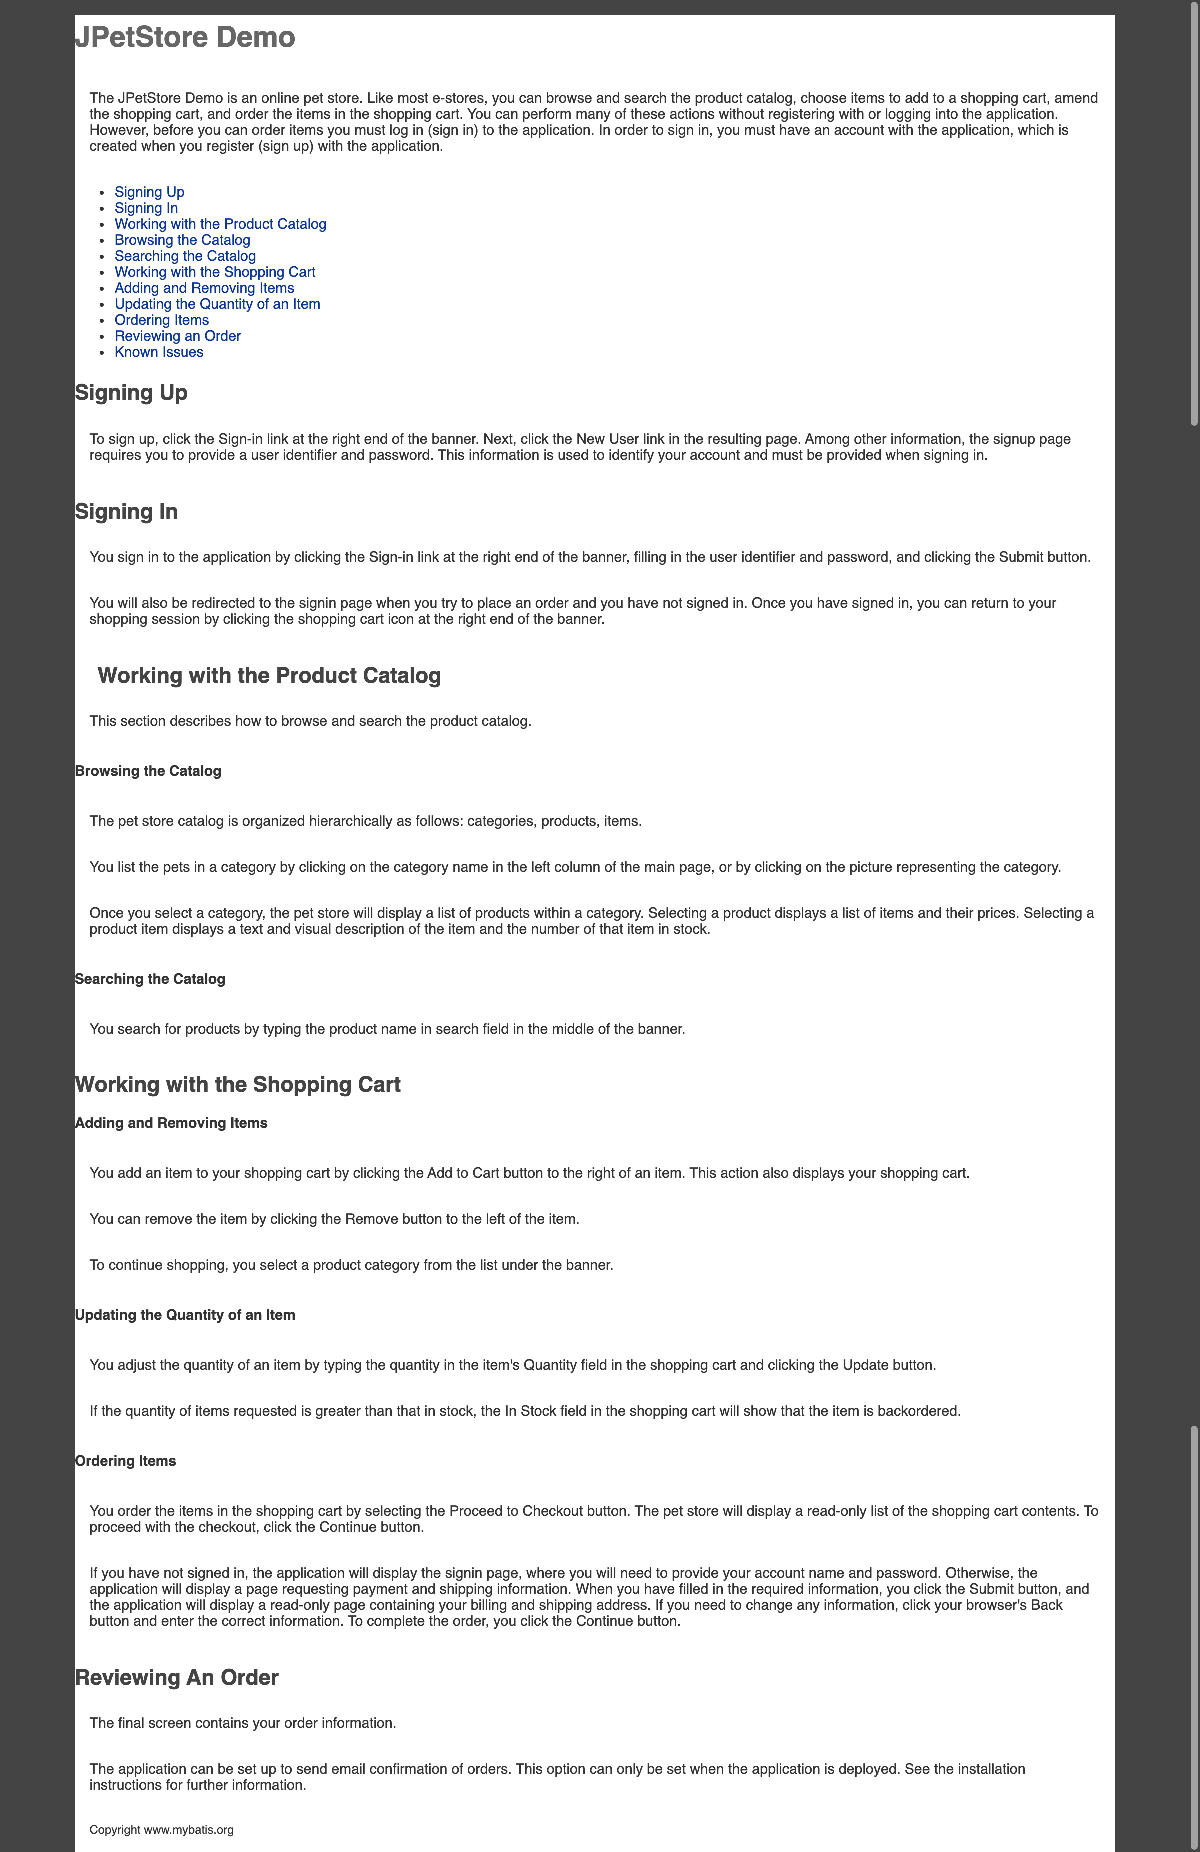 JPetStore Demo
The JPetStore Demo is an online pet store. Like most e-stores, you can browse and search the product catalog, choose items to add to a shopping cart, amend
the shopping cart, and order the items in the shopping cart. You can perform many of these actions without registering with or logging into the application.
However, before you can order items you must log in (sign in) to the application. In order to sign in, you must have an account with the application, which is
created when you register (sign up) with the application.
• Signing Up
• Signing In
• Working with the Product Catalog
• Browsing the Catalog
• Searching the Catalog
• Working with the Shopping Cart
• Adding and Removing Items
• Updating the Quantity of an Item
• Ordering Items
• Reviewing an Order
• Known Issues
Signing Up
To sign up, click the Sign-in link at the right end of the banner. Next, click the New User link in the resulting page. Among other information, the signup page
requires you to provide a user identifier and password. This information is used to identify your account and must be provided when signing in.
Signing In
You sign in to the application by clicking the Sign-in link at the right end of the banner, filling in the user identifier and password, and clicking the Submit button.
You will also be redirected to the signin page when you try to place an order and you have not signed in. Once you have signed in, you can return to your
shopping session by clicking the shopping cart icon at the right end of the banner.
Working with the Product Catalog
This section describes how to browse and search the product catalog.
Browsing the Catalog
The pet store catalog is organized hierarchically as follows: categories, products, items.
You list the pets in a category by clicking on the category name in the left column of the main page, or by clicking on the picture representing the category.
Once you select a category, the pet store will display a list of products within a category. Selecting a product displays a list of items and their prices. Selecting a
product item displays a text and visual description of the item and the number of that item in stock.
Searching the Catalog
You search for products by typing the product name in search field in the middle of the banner.
Working with the Shopping Cart
Adding and Removing Items
You add an item to your shopping cart by clicking the Add to Cart button to the right of an item. This action also displays your shopping cart.
You can remove the item by clicking the Remove button to the left of the item.
To continue shopping, you select a product category from the list under the banner.
Updating the Quantity of an Item
You adjust the quantity of an item by typing the quantity in the item's Quantity field in the shopping cart and clicking the Update button.
If the quantity of items requested is greater than that in stock, the In Stock field in the shopping cart will show that the item is backordered.
Ordering Items
You order the items in the shopping cart by selecting the Proceed to Checkout button. The pet store will display a read-only list of the shopping cart contents. To
proceed with the checkout, click the Continue button.
If you have not signed in, the application will display the signin page, where you will need to provide your account name and password. Otherwise, the
application will display a page requesting payment and shipping information. When you have filled in the required information, you click the Submit button, and
the application will display a read-only page containing your billing and shipping address. If you need to change any information, click your browser's Back
button and enter the correct information. To complete the order, you click the Continue button.
Reviewing An Order
The final screen contains your order information.
The application can be set up to send email confirmation of orders. This option can only be set when the application is deployed. See the installation
instructions for further information.
Copyright www.mybatis.org